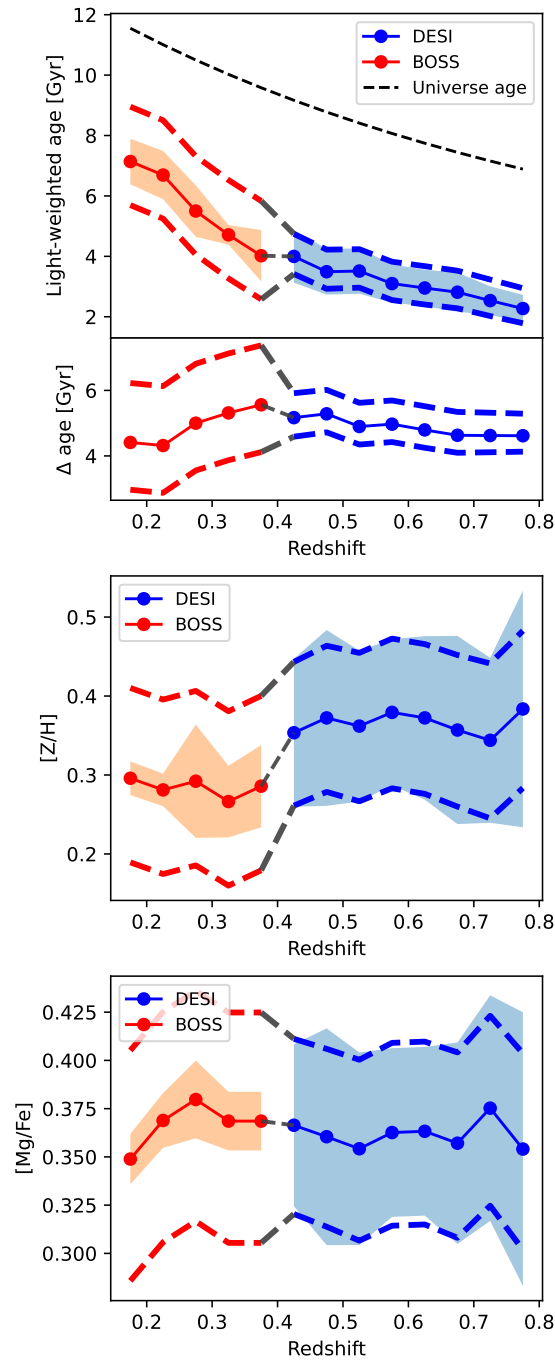 12
10
8
6
4
2
Light-weighted age [Gyr]
DESI
BOSS
Universe age
6
4
Δ age [Gyr]
0.2 0.3 0.4 0.5 0.6 0.7 0.8
Redshift
0.5
0.4
0.3
0.2
[Z/H]
DESI
BOSS
0.2 0.3 0.4 0.5 0.6 0.7 0.8
Redshift
0.425
0.400
0.375
0.350
0.325
0.300
[Mg/Fe]
DESI
BOSS
0.2 0.3 0.4 0.5 0.6 0.7 0.8
Redshift